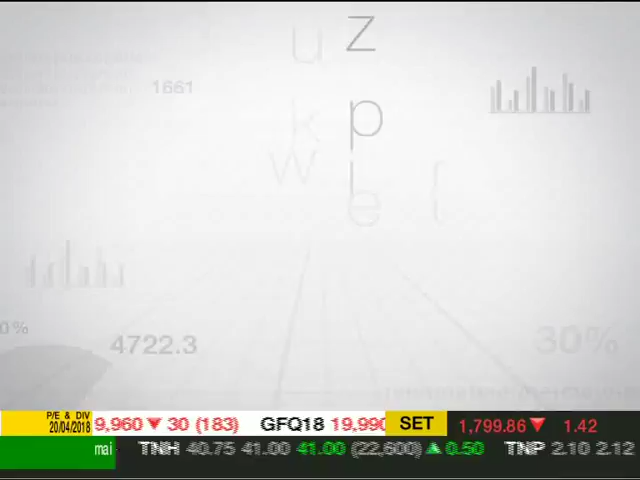 u z
1661
k p
w
e f
0%
4722.3
30%
P/E & DIV
20/04/2018
9,960 ▼ 30 (183) GFQ18 19,990
SET 1,799.86 ▼ 1.42
mai TNH 40.75 41.00 41.00 (22,600) ▲ 0.50 TNP 2.10 2.12